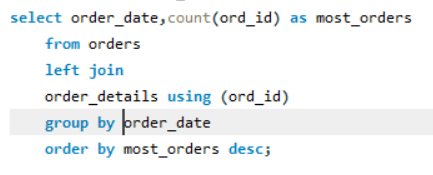 select order_date,count(ord_id) as most_orders
from orders
left join
order_details using (ord_id)
group by order_date
order by most_orders desc;